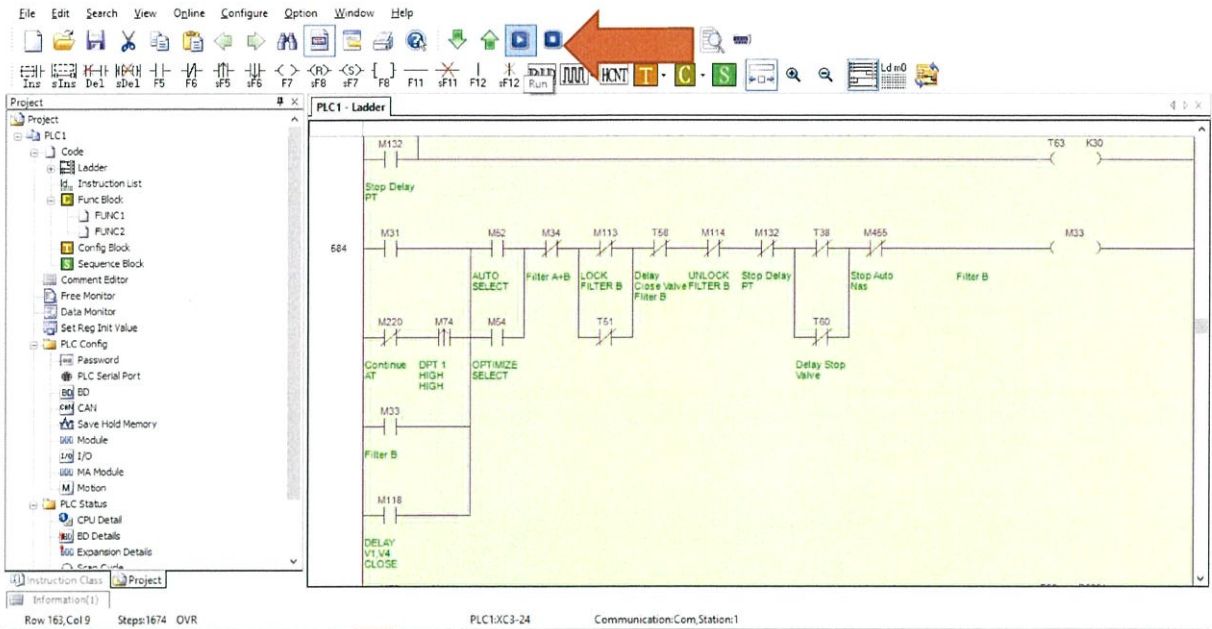 File Edit Search View Online Configure Option Window Help
Ins sIns Del sDel F5 F6 sF5 sF6 F7 sF8 sF7 F8 F11 sF11 F12 sF12 HCNT T C S Ld m0
Run
Project
PLC1 - Ladder
Project
PLC1
Code
Ladder
Instruction List
Func Block
FUNC1
FUNC2
Config Block
Sequence Block
Comment Editor
Free Monitor
Data Monitor
Set Reg Init Value
PLC Config
Password
PLC Serial Port
BD BD
CAN CAN
Save Hold Memory
Module
I/O I/O
MA Module
M Motion
PLC Status
CPU Detail
BD Details
Expansion Details
Scan Cycle
Instruction Class Project
Information(1)
M132 T63 K30
Stop Delay
PT
684 M31 M62 M34 M113 T58 M114 M132 T38 M455 M33
AUTO
SELECT
Filter A+B
LOCK
FILTER B
Delay
Close Valve
Filter B
UNLOCK
FILTER B
Stop Delay
PT
Stop Auto
Nas
Filter B
M220 M74 M64 T61 T60
Continue
AT
DPT 1
HIGH
HIGH
OPTIMIZE
SELECT
Delay Stop
Valve
M33
Filter B
M118
DELAY
V1,V4
CLOSE
Row 163,Col 9 Steps:1674 OVR PLC1:XC3-24 Communication:Com,Station:1